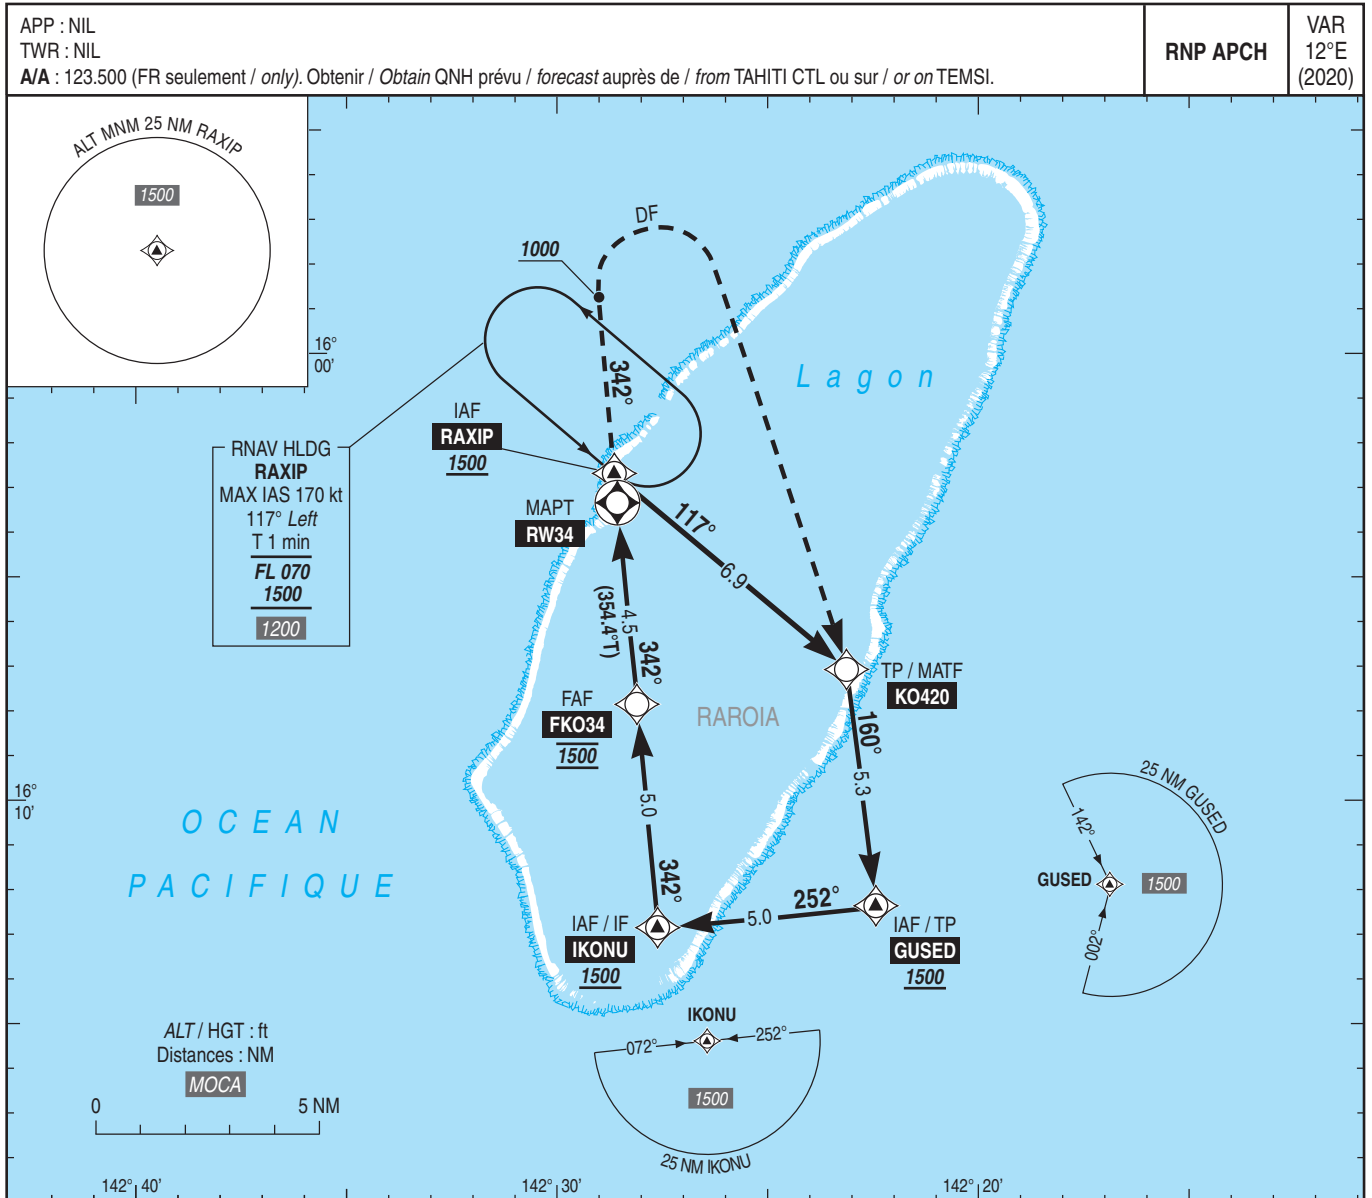 APP : NIL
TWR : NIL
A/A : 123.500 (FR seulement / only). Obtenir / Obtain QNH prévu / forecast auprès de / from TAHITI CTL ou sur / or on TEMSI.
RNP APCH
VAR
12°E
(2020)
ALT MNM 25 NM RAXIP
1500
DF
1000
16°
00'
342°
Lagon
IAF
RAXIP
1500
RNAV HLDG
RAXIP
MAX IAS 170 kt
117° Left
T 1 min
FL 070
1500
1200
MAPT
RW34
117°
6.9
(354.4°T)
4.5
342°
TP / MATF
KO420
FAF
FKO34
1500
RAROIA
160°
5.3
16°
10'
OCEAN
PACIFIQUE
5.0
342°
25 NM GUSED
142°
GUSED
1500
002°
252°
5.0
IAF / IF
IKONU
1500
IAF / TP
GUSED
1500
IKONU
072°
252°
1500
25 NM IKONU
ALT / HGT : ft
Distances : NM
MOCA
0
5 NM
142° 40'
142° 30'
142° 20'